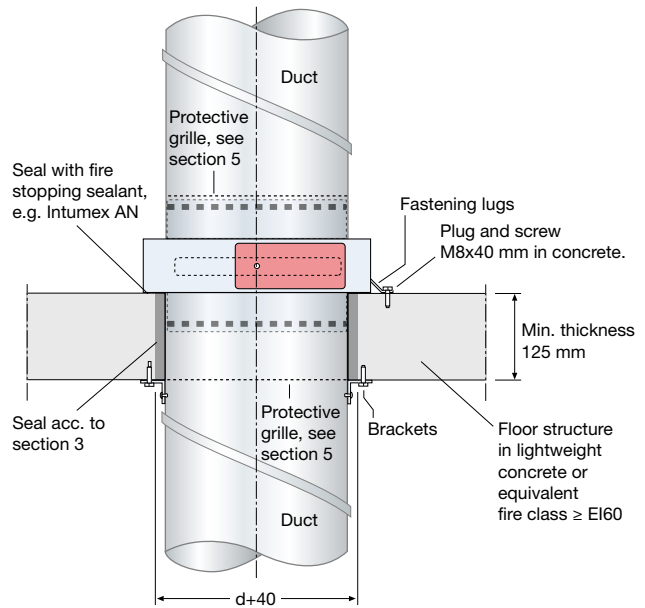 Duct
Protective
grille, see
section 5
Seal with fire
stopping sealant,
e.g. Intumex AN
Fastening lugs
Plug and screw
M8x40 mm in concrete.
Min. thickness
125 mm
Seal acc. to
section 3
Protective
grille, see
section 5
Brackets
Floor structure
in lightweight
concrete or
equivalent
fire class ≥ EI60
Duct
d+40